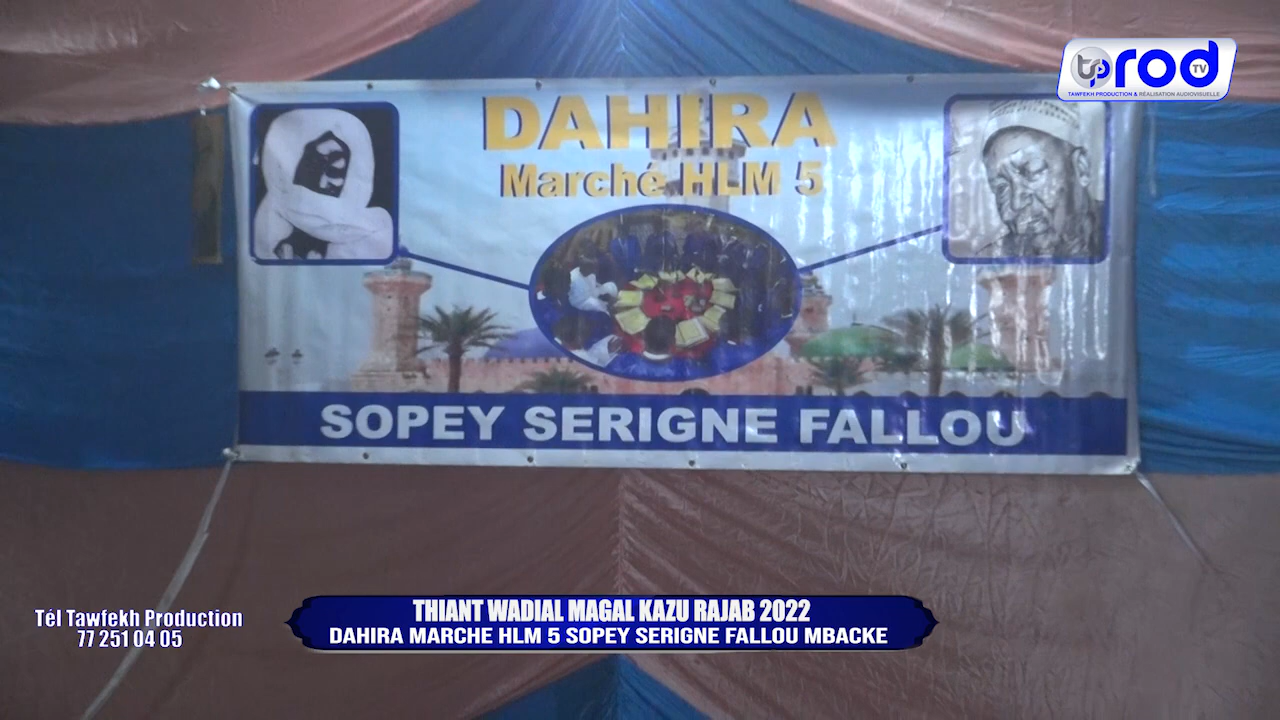 tp rod TV
TAWFEKH PRODUCTION & RÉALISATION AUDIOVISUELLE
DAHIRA
Marché HLM 5
SOPEY SERIGNE FALLOU
THIANT WADIAL MAGAL KAZU RAJAB 2022
DAHIRA MARCHE HLM 5 SOPEY SERIGNE FALLOU MBACKE
Tél Tawfekh Production
77 251 04 05